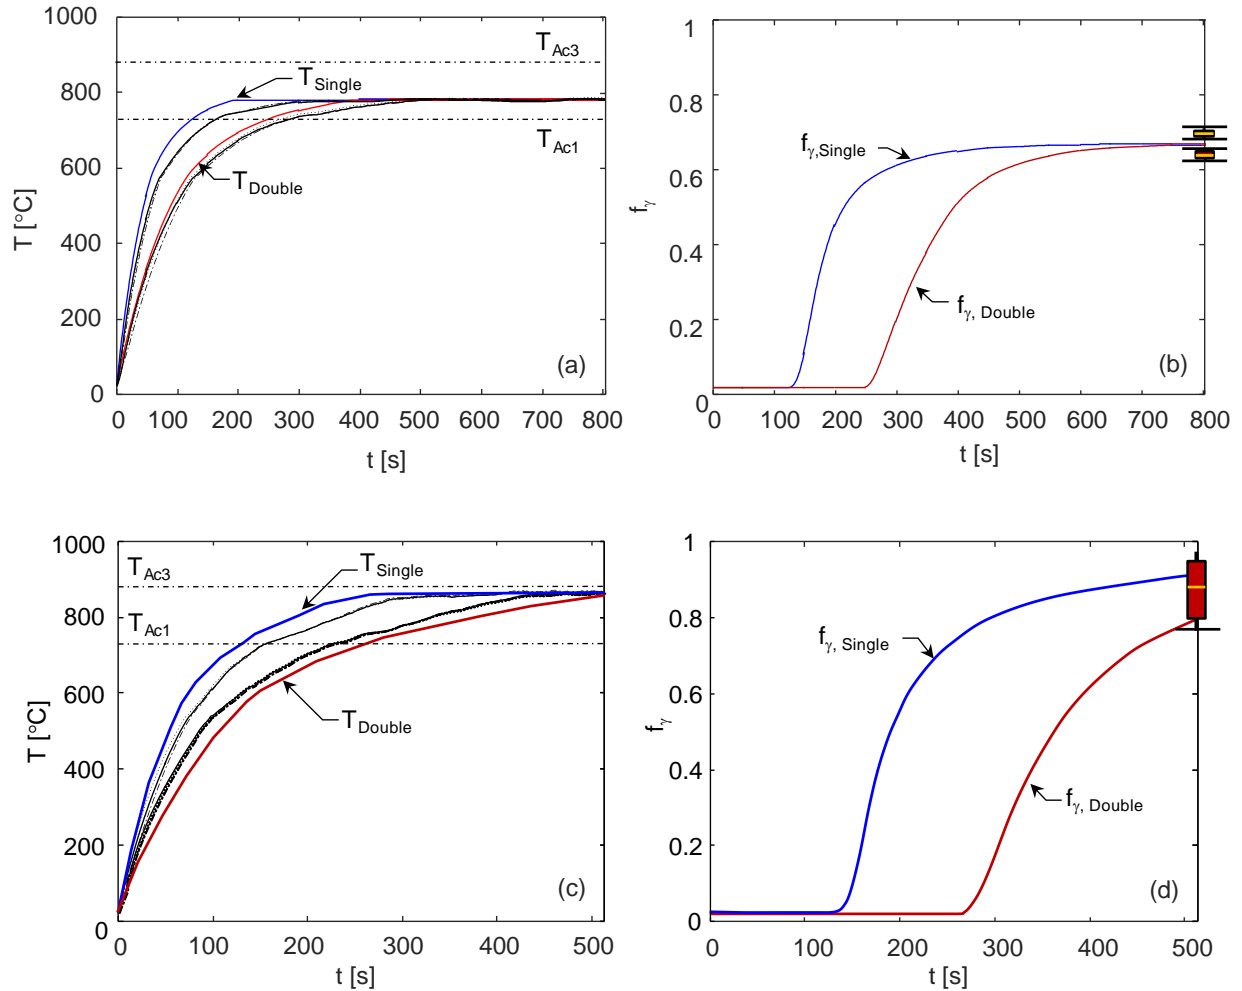 1000
800
600
400
200
0
T [°C]
T_Ac3
T_Single
T_Ac1
T_Double
(a)
0 100 200 300 400 500 600 700 800
t [s]
1
0.8
0.6
0.4
0.2
0
f_γ
f_γ,Single
f_γ, Double
(b)
0 100 200 300 400 500 600 700 800
t [s]
1000
800
600
400
200
0
T [°C]
T_Ac3
T_Single
T_Ac1
T_Double
(c)
0 100 200 300 400 500
t [s]
1
0.8
0.6
0.4
0.2
0
f_γ
f_γ, Single
f_γ, Double
(d)
0 100 200 300 400 500
t [s]